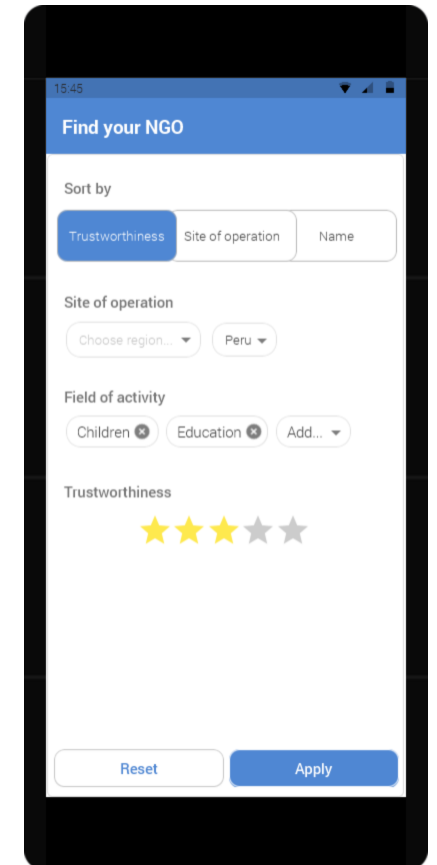 15:45
Find your NGO
Sort by
Trustworthiness Site of operation Name
Site of operation
Choose region... Peru
Field of activity
Children Education Add...
Trustworthiness
Reset Apply